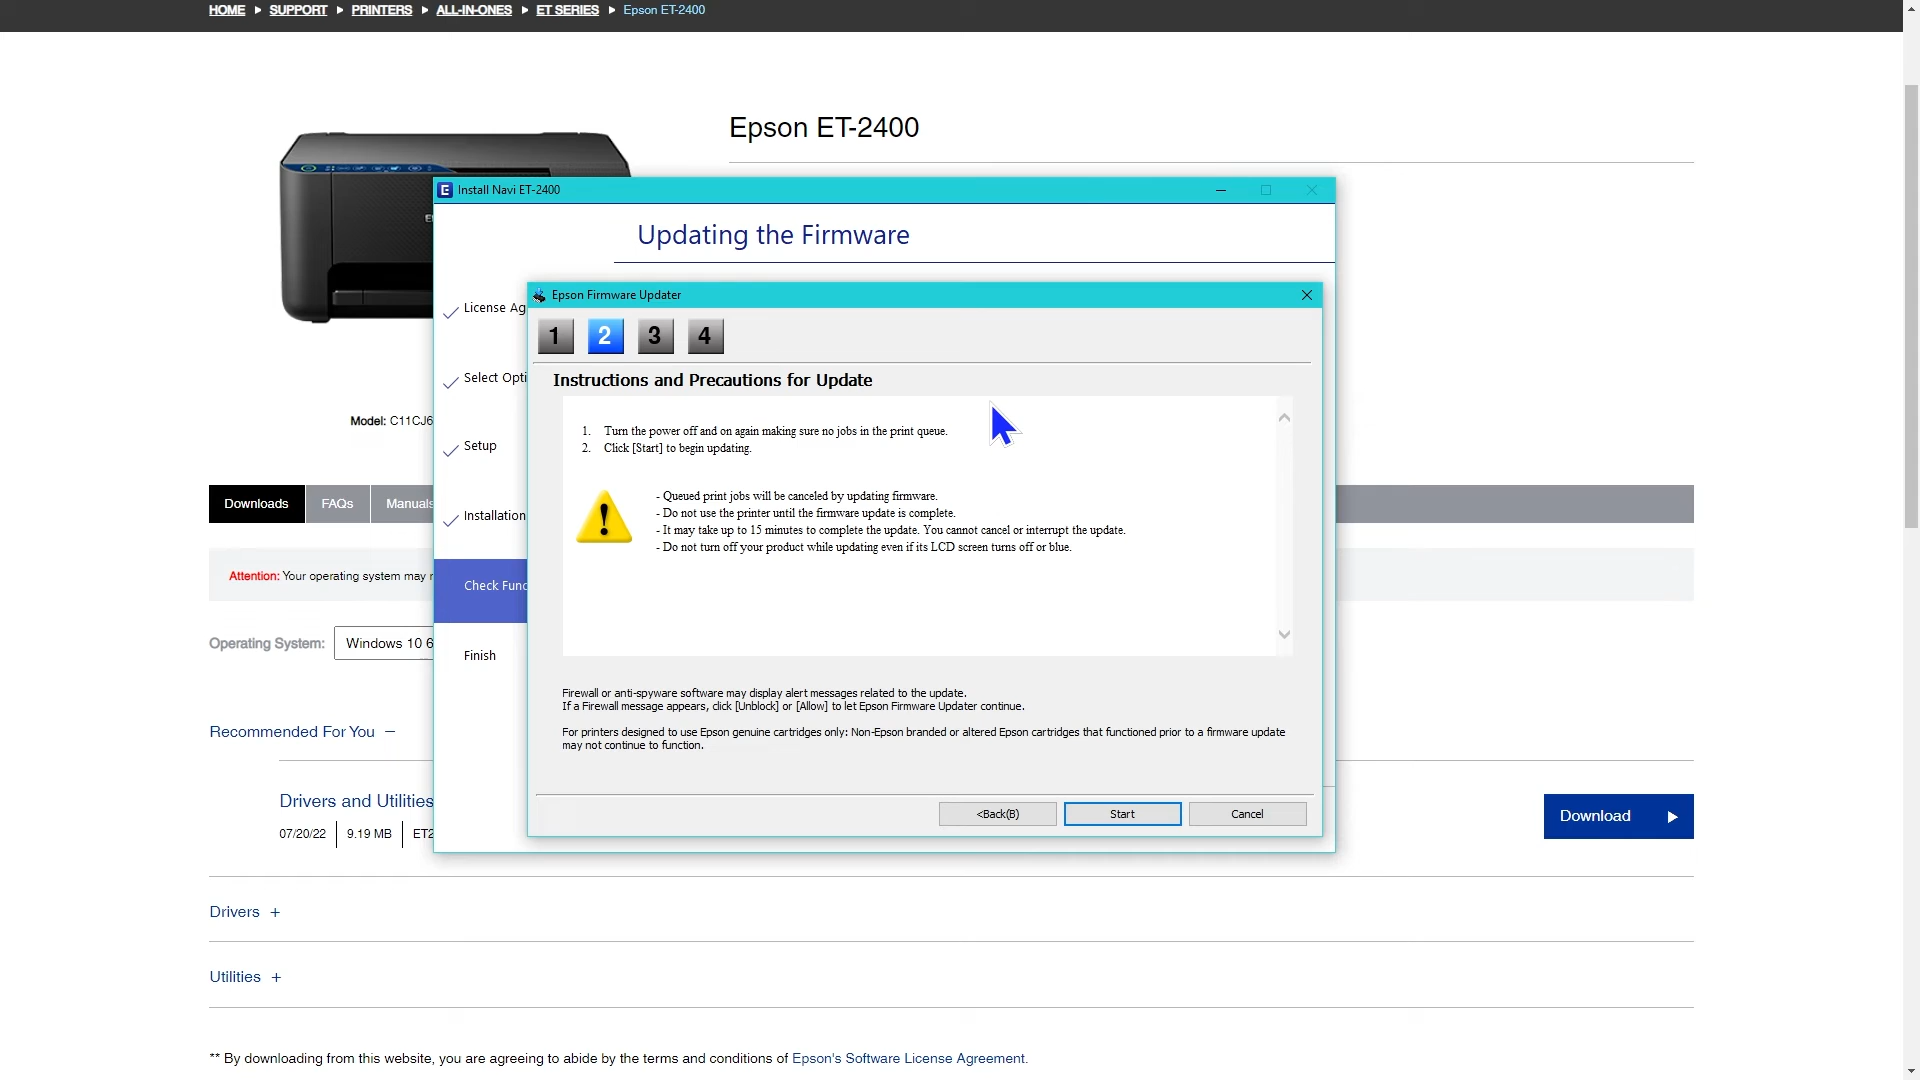 HOME SUPPORT PRINTERS ALL-IN-ONES ET SERIES Epson ET-2400
Epson ET-2400
Install Navi ET-2400
Updating the Firmware
Epson Firmware Updater
License Ag
1 2 3 4
Select Opti
Instructions and Precautions for Update
Model: C11CJ6
1. Turn the power off and on again making sure no jobs in the print queue.
2. Click [Start] to begin updating.
Setup
Downloads FAQs Manuals
- Queued print jobs will be canceled by updating firmware.
- Do not use the printer until the firmware update is complete.
- It may take up to 15 minutes to complete the update. You cannot cancel or interrupt the update.
- Do not turn off your product while updating even if its LCD screen turns off or blue.
Installation
Attention: Your operating system may
Check Func
Operating System: Windows 10 6
Finish
Firewall or anti-spyware software may display alert messages related to the update.
If a Firewall message appears, click [Unblock] or [Allow] to let Epson Firmware Updater continue.
For printers designed to use Epson genuine cartridges only: Non-Epson branded or altered Epson cartridges that functioned prior to a firmware update
may not continue to function.
Recommended For You −
Drivers and Utilities
07/20/22 9.19 MB ET2
<Back(B) Start Cancel
Download
Drivers +
Utilities +
** By downloading from this website, you are agreeing to abide by the terms and conditions of Epson's Software License Agreement.